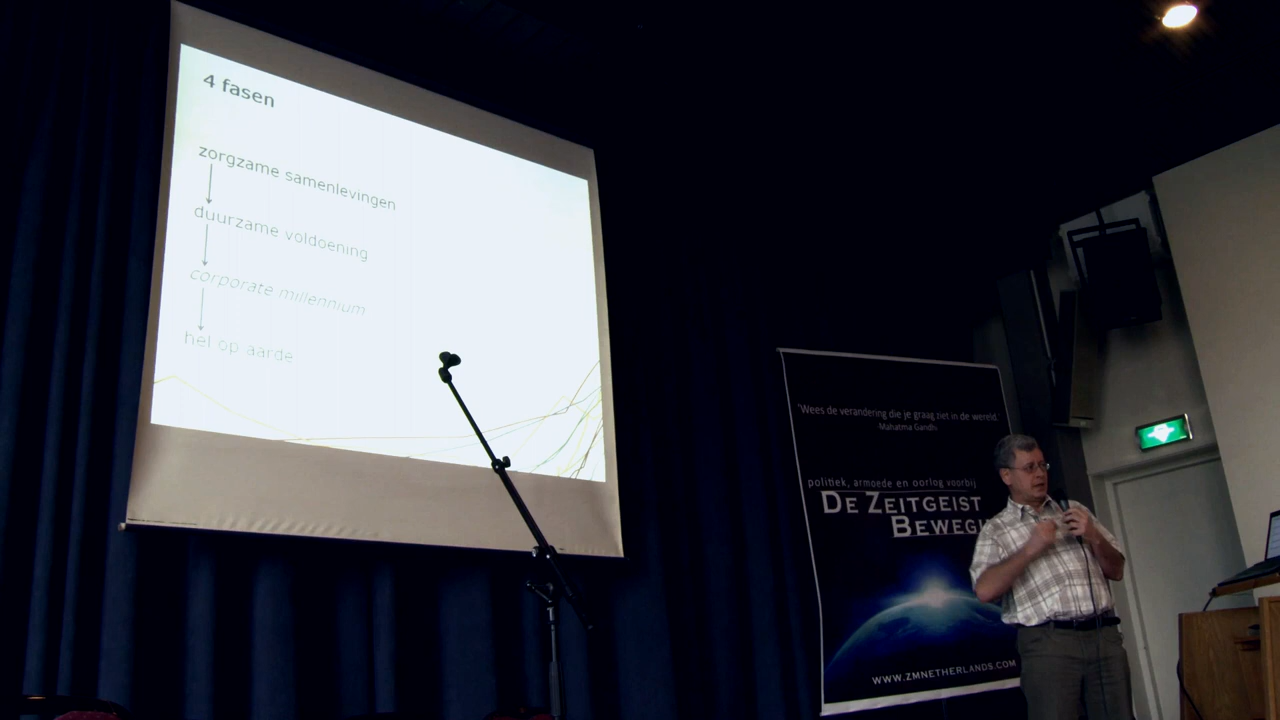 4 fasen
zorgzame samenlevingen
duurzame voldoening
corporate millennium
hel op aarde
'Wees de verandering die je graag ziet in de wereld.'
-Mahatma Gandhi
politiek, armoede en oorlog voorbij
DE ZEITGEIST
BEWEGI
WWW.ZMNETHERLANDS.COM